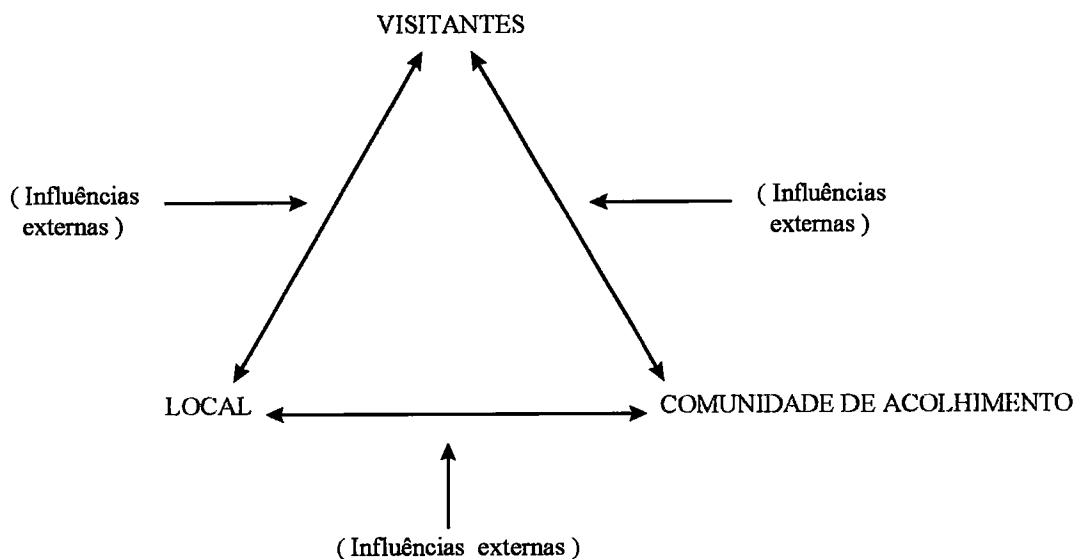 VISITANTES
( Influências
externas )
( Influências
externas )
LOCAL
COMUNIDADE DE ACOLHIMENTO
( Influências externas )